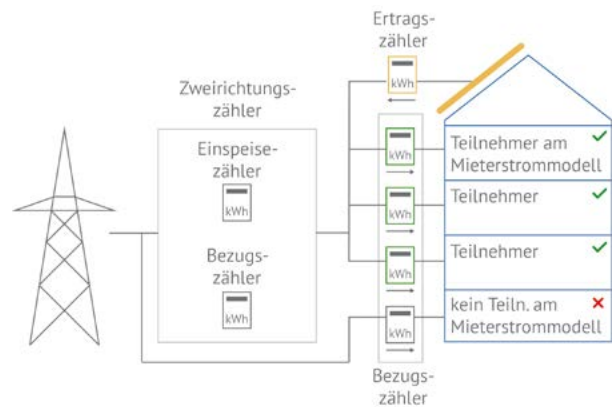 Ertrags-
zähler
kWh
Zweirichtungs-
zähler
Einspeise-
zähler
kWh
Bezugs-
zähler
kWh
kWh
kWh
kWh
kWh
Bezugs-
zähler
Teilnehmer am
Mieterstrommodell
Teilnehmer
Teilnehmer
kein Teiln. am
Mieterstrommodell